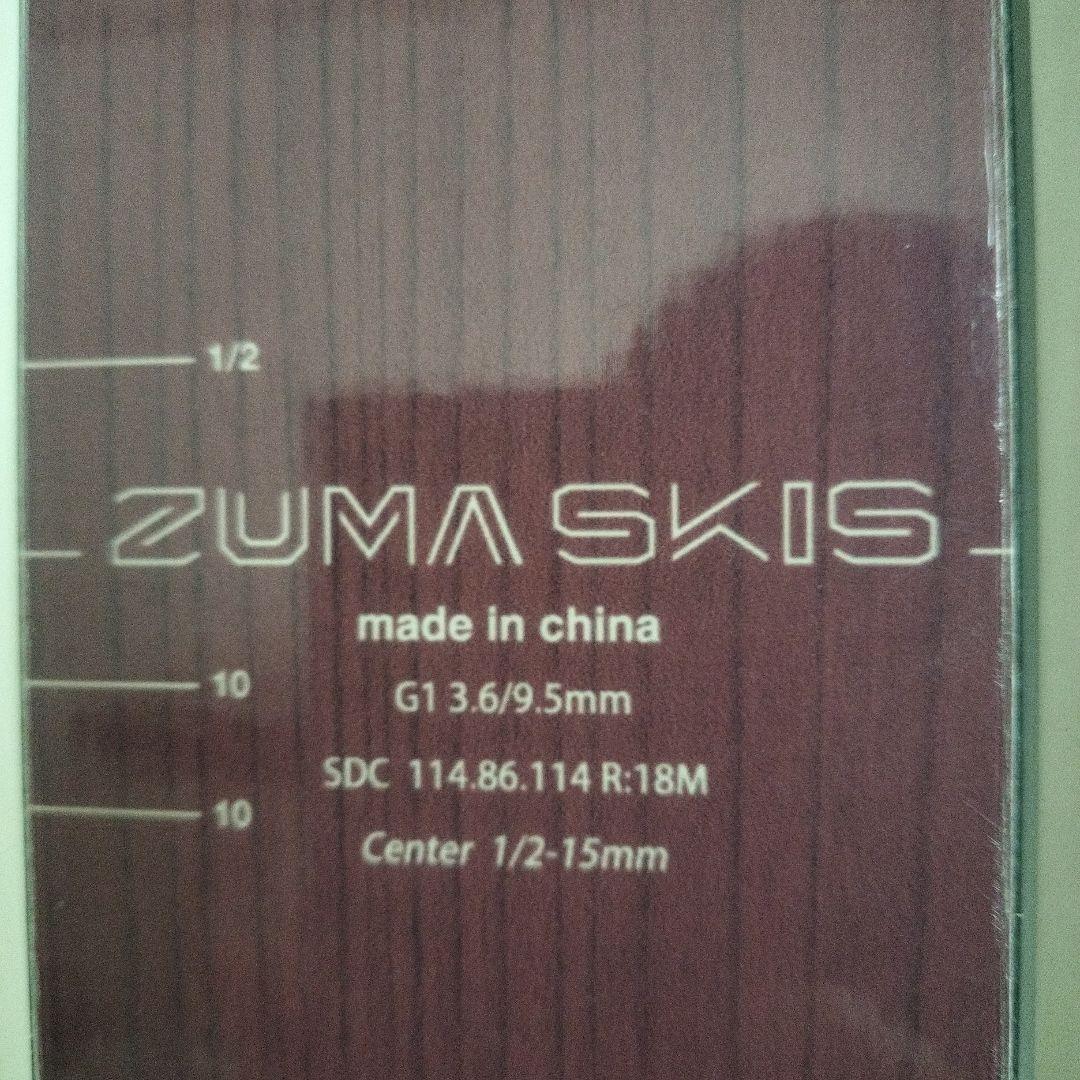 1/2
ZUMA SKIS
made in china
10
G1 3.6/9.5mm
SDC 114.86.114 R:18M
10
Center 1/2-15mm